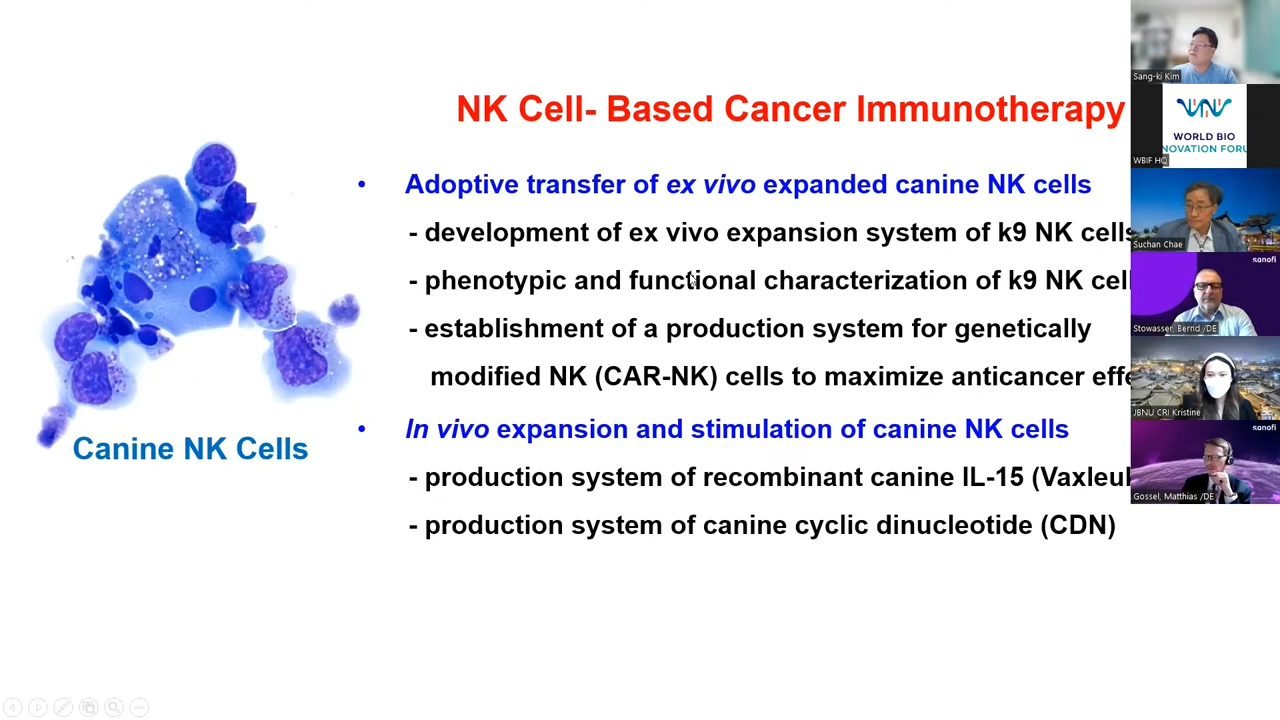 NK Cell- Based Cancer Immunotherapy
• Adoptive transfer of ex vivo expanded canine NK cells
- development of ex vivo expansion system of k9 NK cells
- phenotypic and functional characterization of k9 NK cell
- establishment of a production system for genetically
modified NK (CAR-NK) cells to maximize anticancer effe
• In vivo expansion and stimulation of canine NK cells
- production system of recombinant canine IL-15 (Vaxleuk
- production system of canine cyclic dinucleotide (CDN)
Canine NK Cells
Sang-ki Kim
WORLD BIO
NOVATION FORU
WBIF HQ
Suchan Chae
sanofi
Stowasser, Bernd /DE
JBNU CRI Kristine
sanofi
Gossel, Matthias /DE